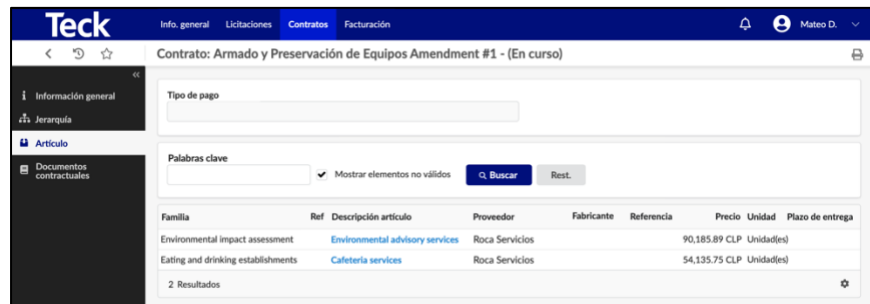 Teck
Info. general Licitaciones Contratos Facturación Mateo D.
Contrato: Armado y Preservación de Equipos Amendment #1 - (En curso)
Información general
Jerarquía
Artículo
Documentos
contractuales
Tipo de pago
Palabras clave
Mostrar elementos no válidos Buscar Rest.
Familia Ref Descripción artículo Proveedor Fabricante Referencia Precio Unidad Plazo de entrega
Environmental impact assessment Environmental advisory services Roca Servicios 90,185.89 CLP Unidad(es)
Eating and drinking establishments Cafeteria services Roca Servicios 54,135.75 CLP Unidad(es)
2 Resultados